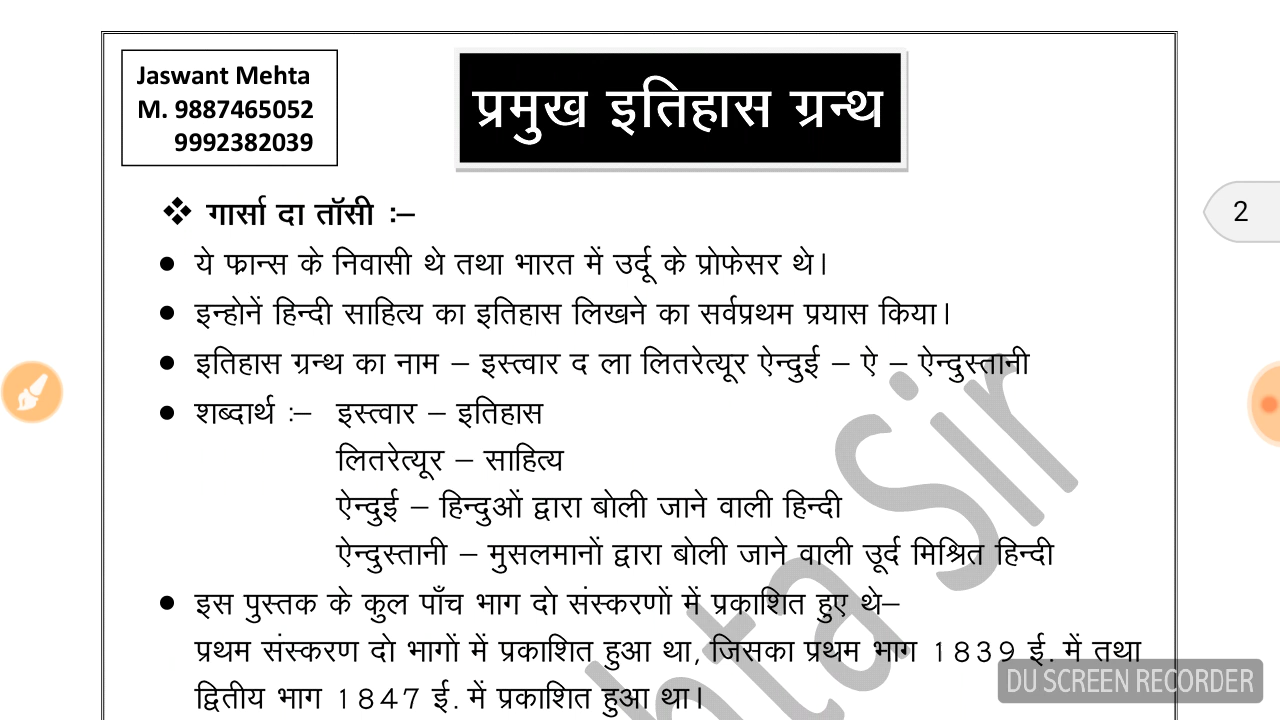 Jaswant Mehta
M. 9887465052
9992382039
प्रमुख इतिहास ग्रन्थ
❖ गार्सा दा तॉसी :–
2
• ये फ्रान्स के निवासी थे तथा भारत में उर्दू के प्रोफेसर थे।
• इन्होनें हिन्दी साहित्य का इतिहास लिखने का सर्वप्रथम प्रयास किया।
• इतिहास ग्रन्थ का नाम – इस्त्वार द ला लितरेत्यूर ऐन्दुई – ऐ – ऐन्दुस्तानी
• शब्दार्थ :– इस्त्वार – इतिहास
लितरेत्यूर – साहित्य
ऐन्दुई – हिन्दुओं द्वारा बोली जाने वाली हिन्दी
ऐन्दुस्तानी – मुसलमानों द्वारा बोली जाने वाली उूर्द मिश्रित हिन्दी
• इस पुस्तक के कुल पाँच भाग दो संस्करणों में प्रकाशित हुए थे–
प्रथम संस्करण दो भागों में प्रकाशित हुआ था, जिसका प्रथम भाग 1839 ई. में तथा
द्वितीय भाग 1847 ई. में प्रकाशित हुआ था।
Sir
DU SCREEN RECORDER